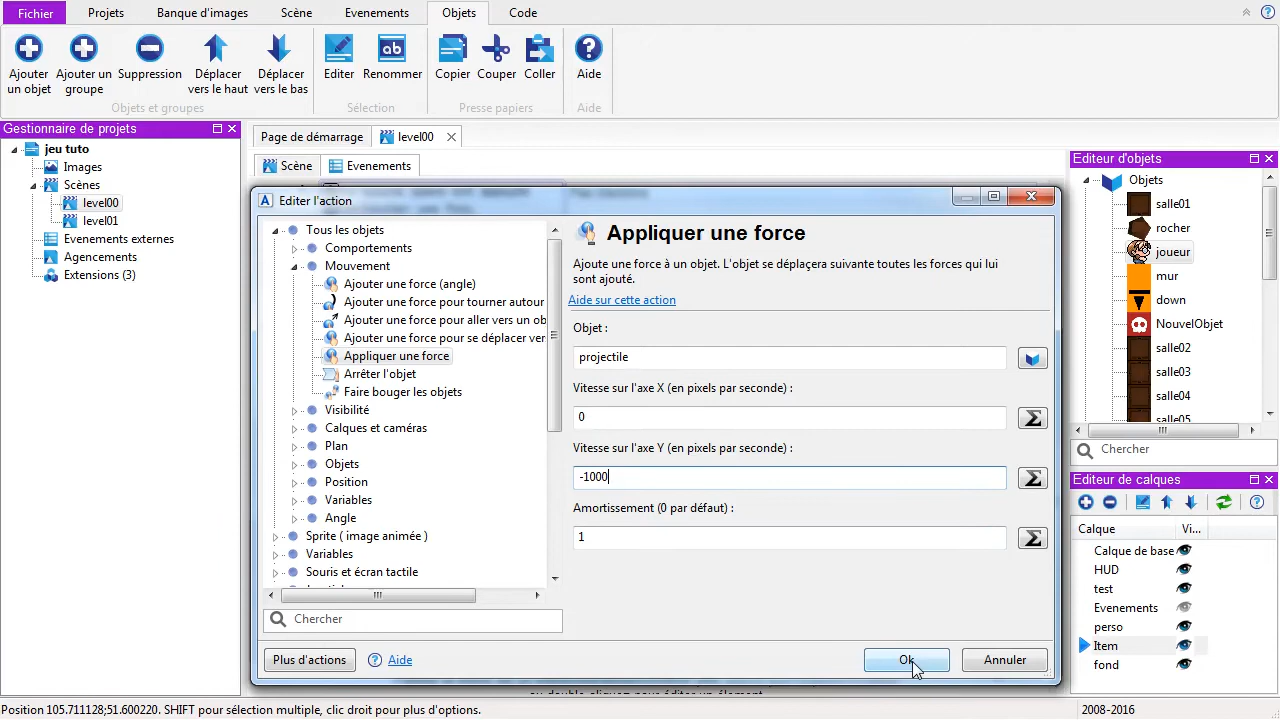 Fichier
Projets
Banque d'images
Scène
Evenements
Objets
Code
Ajouter un objet
Ajouter un groupe
Suppression
Déplacer vers le haut
Déplacer vers le bas
Editer
Renommer
Copier
Couper
Coller
Aide
Objets et groupes
Sélection
Presse papiers
Aide
Gestionnaire de projets
jeu tuto
Images
Scènes
level00
level01
Evenements externes
Agencements
Extensions (3)
Page de démarrage
level00
Scène
Evenements
Editer l'action
Tous les objets
Comportements
Mouvement
Ajouter une force (angle)
Ajouter une force pour tourner autour
Ajouter une force pour aller vers un ob
Ajouter une force pour se déplacer ver
Appliquer une force
Arrêter l'objet
Faire bouger les objets
Visibilité
Calques et caméras
Plan
Objets
Position
Variables
Angle
Sprite ( image animée )
Variables
Souris et écran tactile
Chercher
Plus d'actions
Aide
Appliquer une force
Ajoute une force à un objet. L'objet se déplacera suivante toutes les forces qui lui
sont ajouté.
Aide sur cette action
Objet :
projectile
Vitesse sur l'axe X (en pixels par seconde) :
0
Vitesse sur l'axe Y (en pixels par seconde) :
-1000
Amortissement (0 par défaut) :
1
Ok
Annuler
ou double-cliquez pour éditer un élement.
Editeur d'objets
Objets
salle01
rocher
joueur
mur
down
NouvelObjet
salle02
salle03
salle04
salle05
Chercher
Editeur de calques
Calque
Vi...
Calque de base
HUD
test
Evenements
perso
Item
fond
Position 105.711128;51.600220. SHIFT pour sélection multiple, clic droit pour plus d'options.
2008-2016